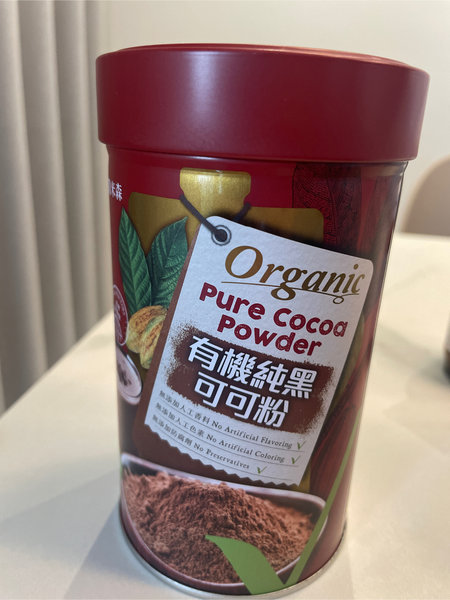 米森
Organic
Pure Cocoa
Powder
有機純黑
可可粉
無添加人工香料 No Artificial Flavoring
無添加人工色素 No Artificial Coloring
無添加防腐劑 No Preservatives